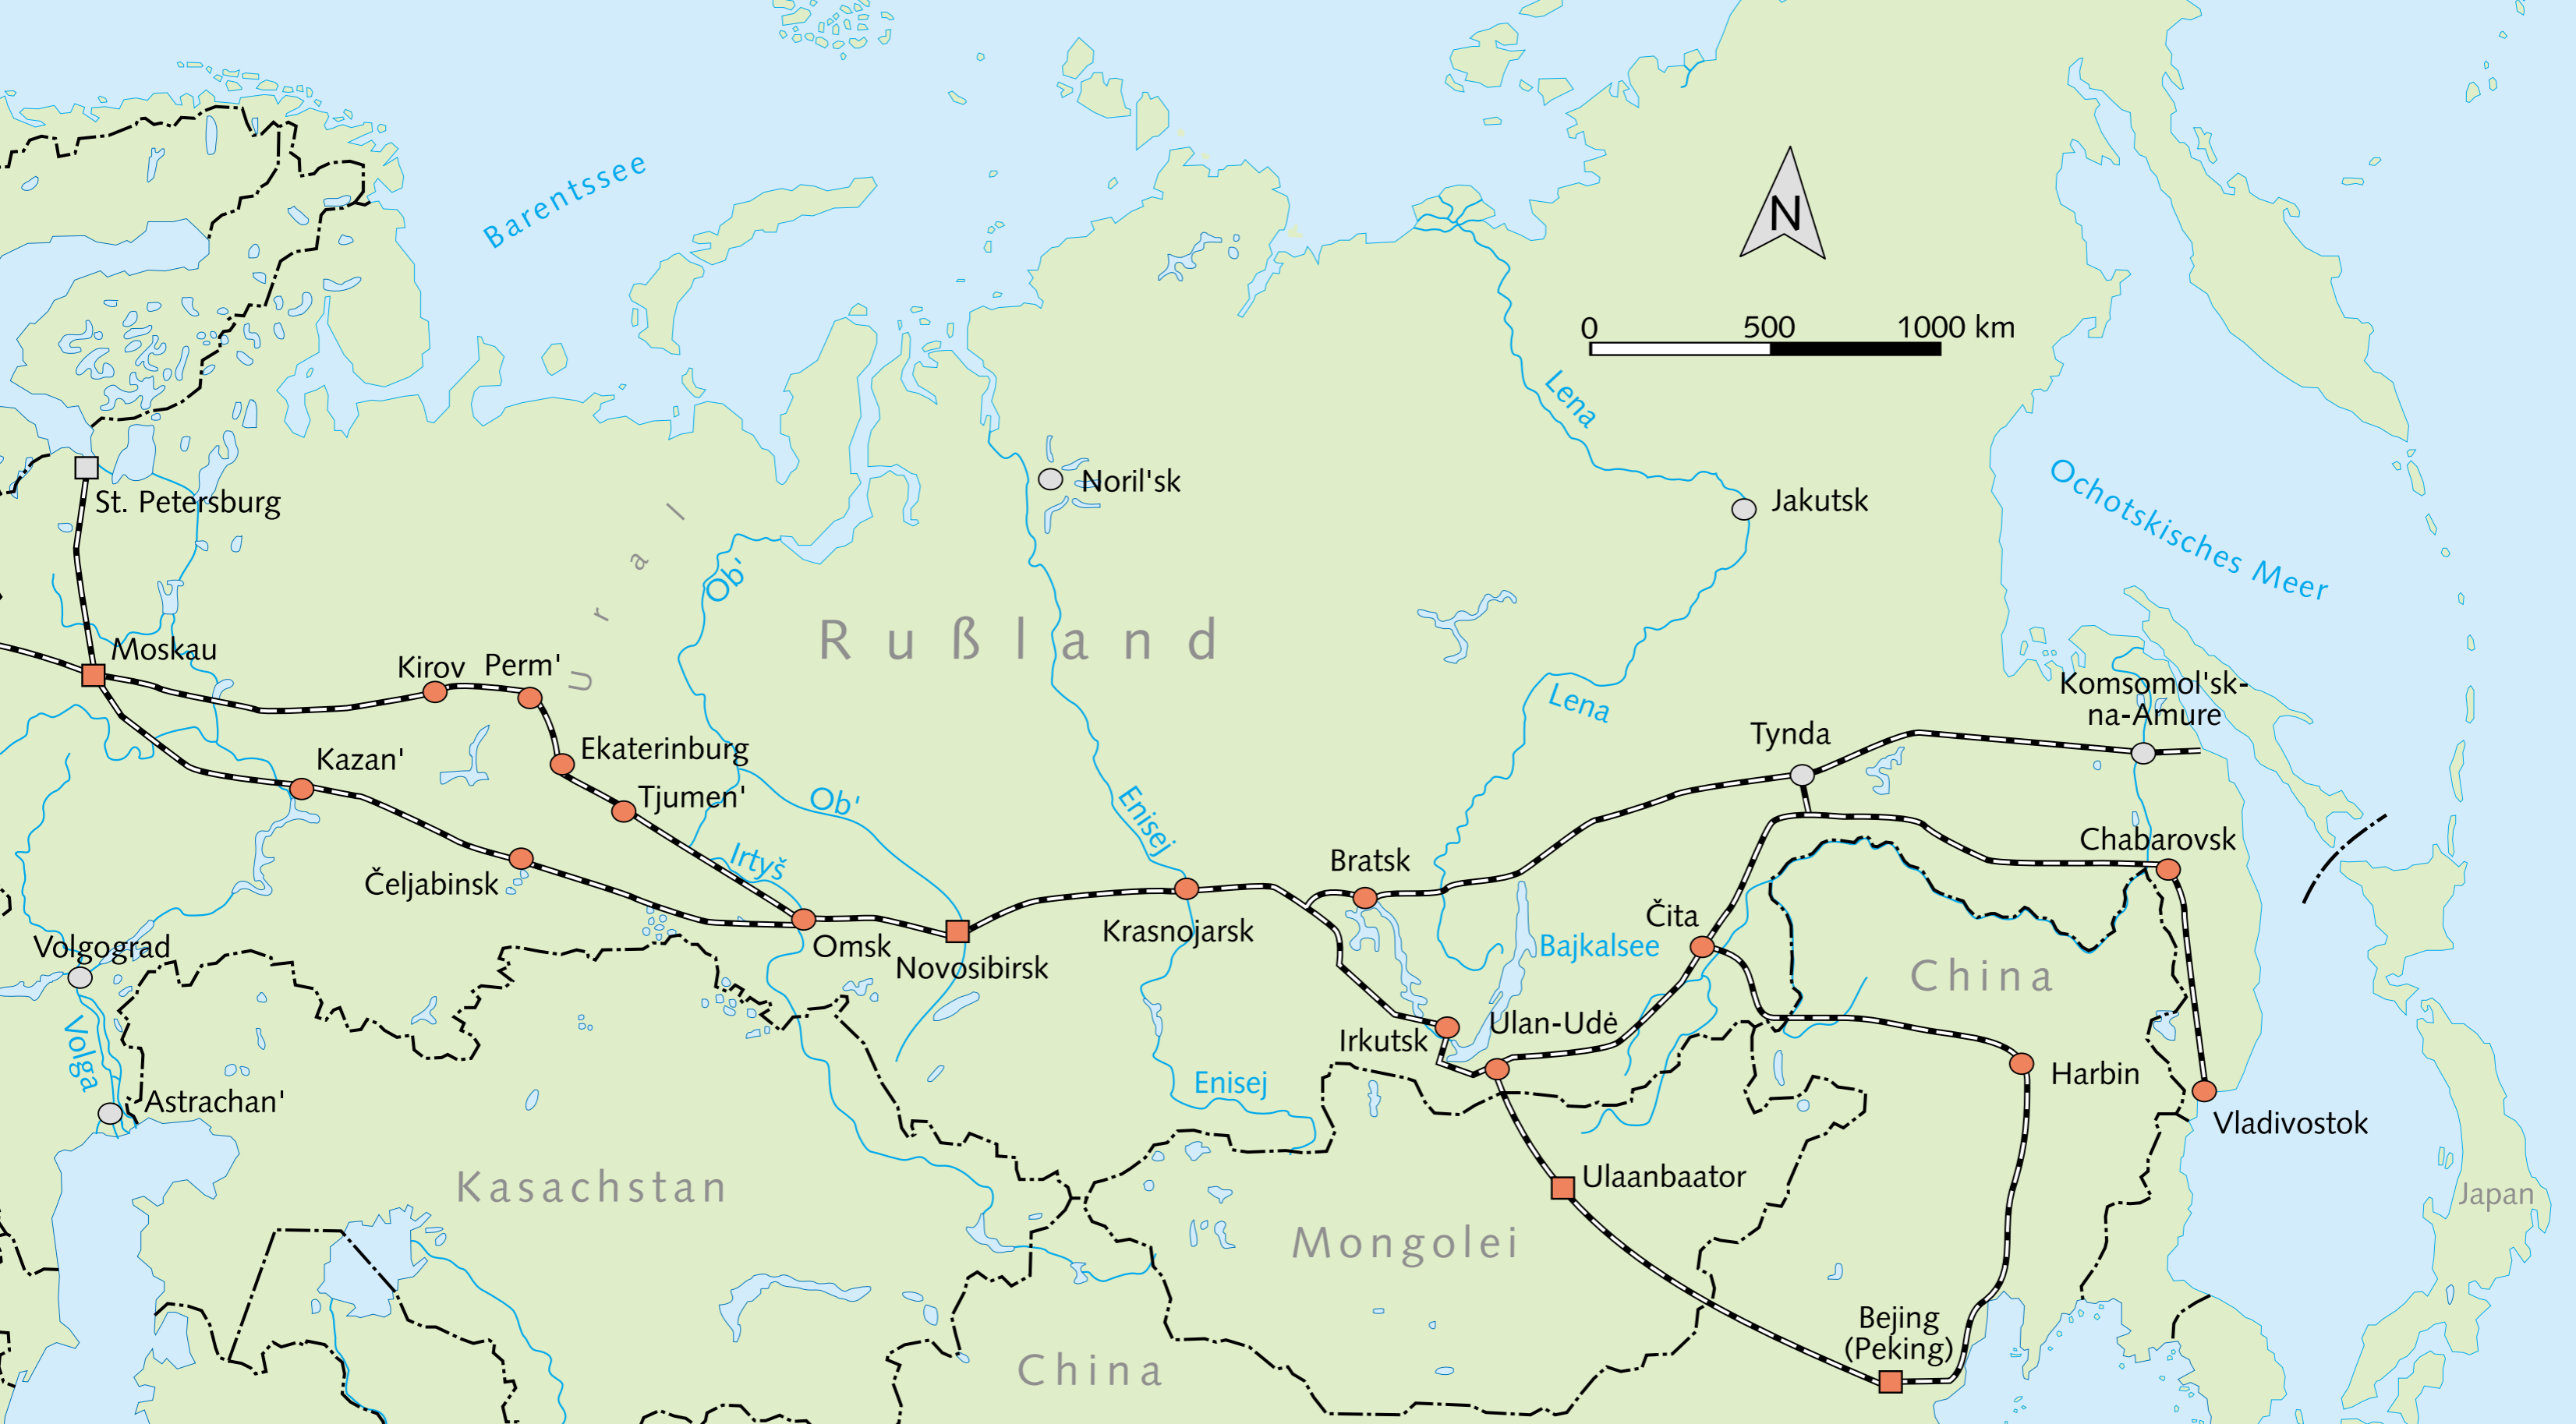 Barentssee
N
0 500 1000 km
Lena
St. Petersburg
Noril'sk
Jakutsk
Ochotskisches Meer
Ural
Ob'
Rußland
Moskau
Kirov
Perm'
Lena
Komsomol'sk-
na-Amure
Kazan'
Ekaterinburg
Tynda
Tjumen'
Ob'
Enisej
Irtyš
Bratsk
Chabarovsk
Čeljabinsk
Krasnojarsk
Čita
Volgograd
Omsk
Novosibirsk
Bajkalsee
China
Volga
Irkutsk
Ulan-Udė
Astrachan'
Enisej
Harbin
Vladivostok
Kasachstan
Ulaanbaator
Japan
Mongolei
Bejing
(Peking)
China